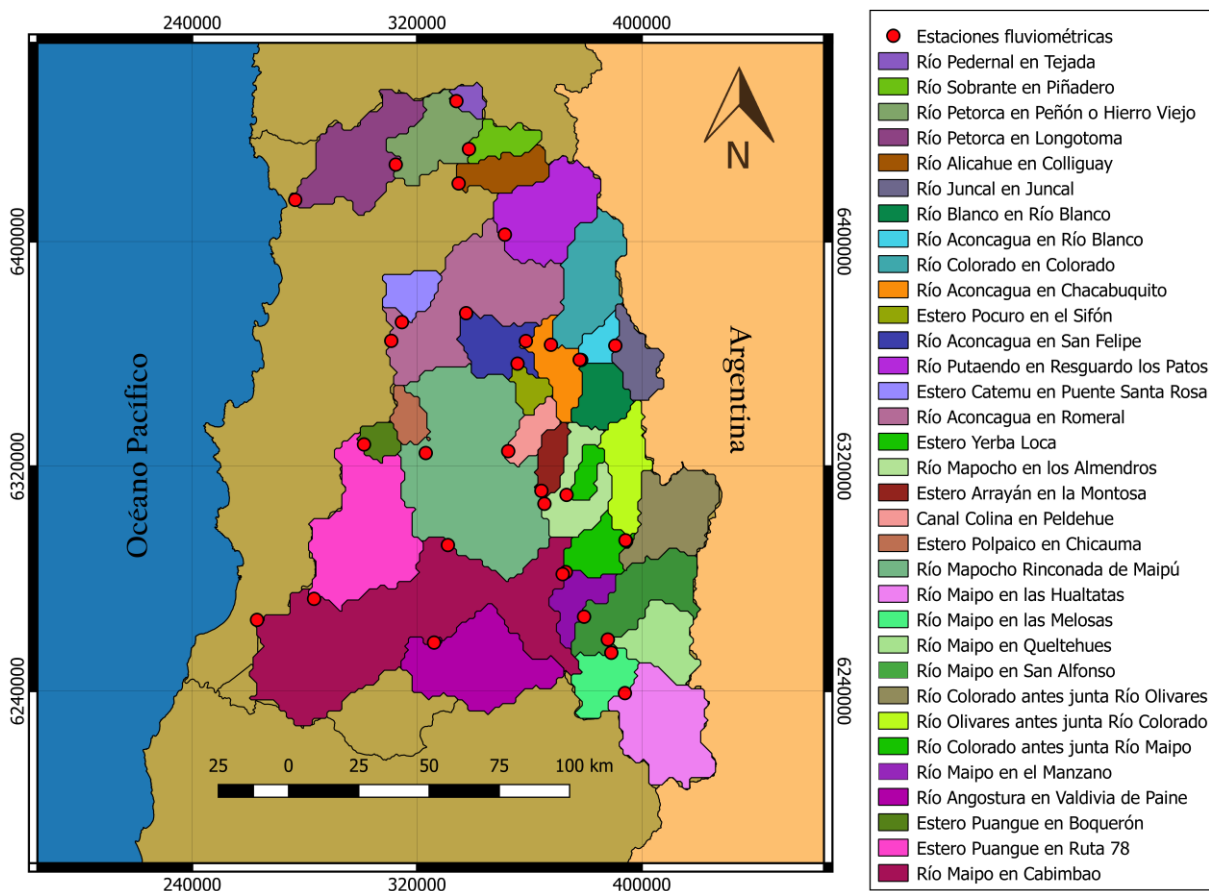 240000
320000
400000
6400000
6320000
6240000
6400000
6320000
6240000
240000
320000
400000
N
Océano Pacífico
Argentina
25
0
25
50
75
100 km
Estaciones fluviométricas
Río Pedernal en Tejada
Río Sobrante en Piñadero
Río Petorca en Peñón o Hierro Viejo
Río Petorca en Longotoma
Río Alicahue en Colliguay
Río Juncal en Juncal
Río Blanco en Río Blanco
Río Aconcagua en Río Blanco
Río Colorado en Colorado
Río Aconcagua en Chacabuquito
Estero Pocuro en el Sifón
Río Aconcagua en San Felipe
Río Putaendo en Resguardo los Patos
Estero Catemu en Puente Santa Rosa
Río Aconcagua en Romeral
Estero Yerba Loca
Río Mapocho en los Almendros
Estero Arrayán en la Montosa
Canal Colina en Peldehue
Estero Polpaico en Chicauma
Río Mapocho Rinconada de Maipú
Río Maipo en las Hualtatas
Río Maipo en las Melosas
Río Maipo en Queltehues
Río Maipo en San Alfonso
Río Colorado antes junta Río Olivares
Río Olivares antes junta Río Colorado
Río Colorado antes junta Río Maipo
Río Maipo en el Manzano
Río Angostura en Valdivia de Paine
Estero Puangue en Boquerón
Estero Puangue en Ruta 78
Río Maipo en Cabimbao